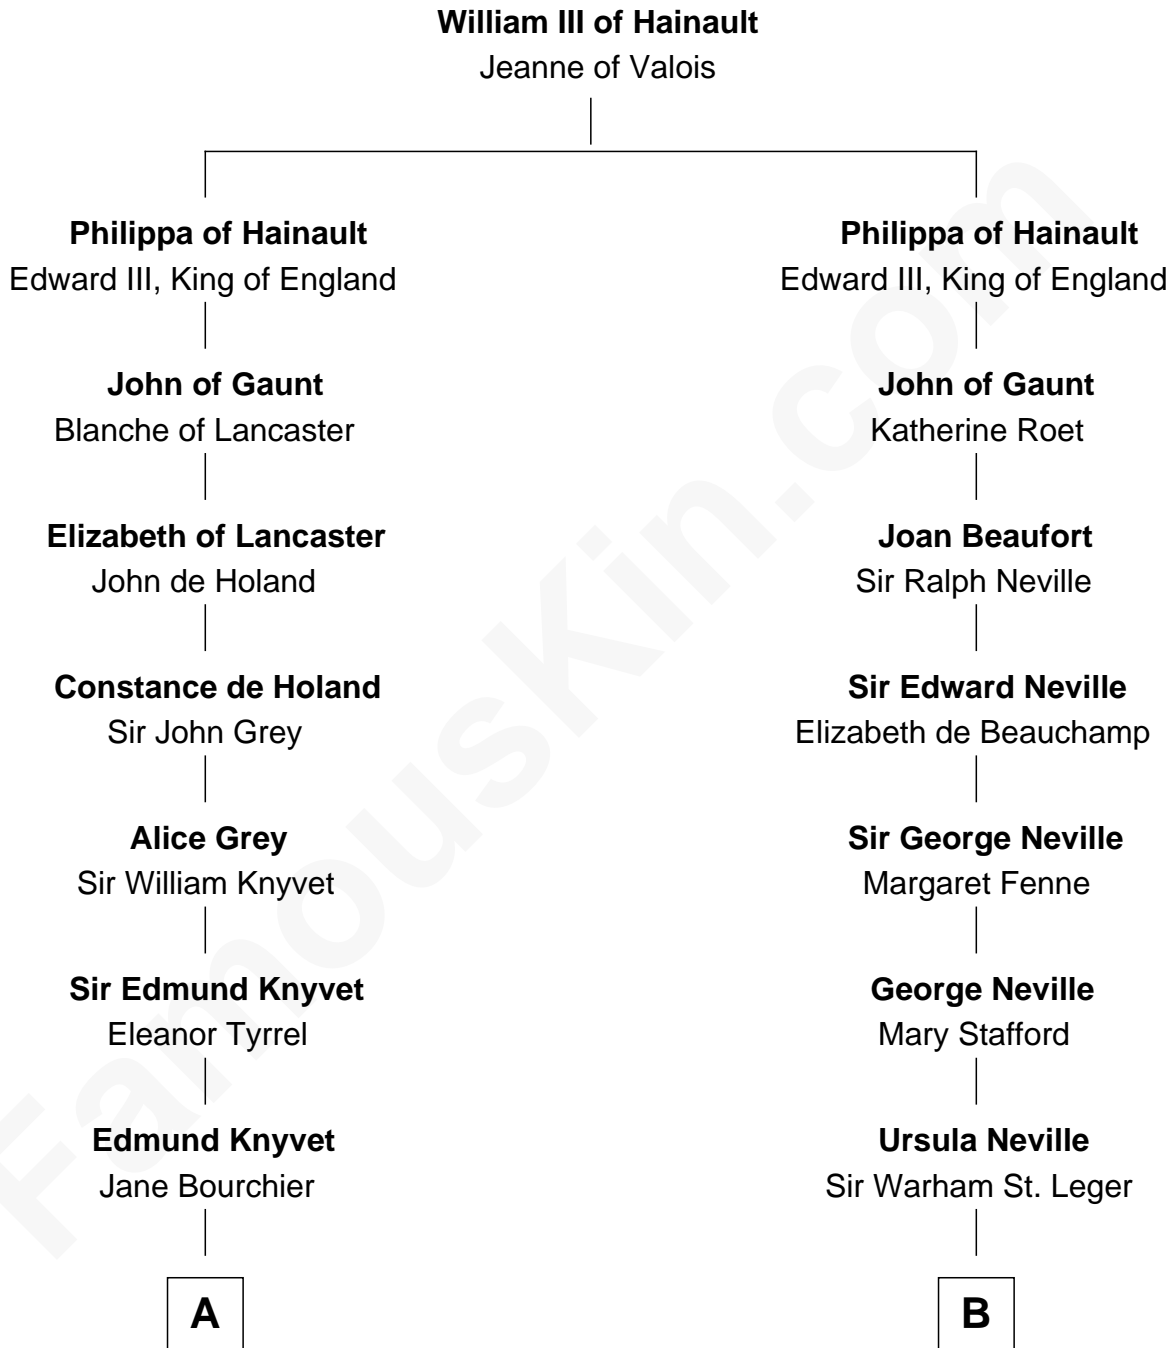 William III of Hainault
Jeanne of Valois
Philippa of Hainault
Edward III, King of England
John of Gaunt
Blanche of Lancaster
Elizabeth of Lancaster
John de Holand
Constance de Holand
Sir John Grey
Alice Grey
Sir William Knyvet
Sir Edmund Knyvet
Eleanor Tyrrel
Edmund Knyvet
Jane Bourchier
A
Philippa of Hainault
Edward III, King of England
John of Gaunt
Katherine Roet
Joan Beaufort
Sir Ralph Neville
Sir Edward Neville
Elizabeth de Beauchamp
Sir George Neville
Margaret Fenne
George Neville
Mary Stafford
Ursula Neville
Sir Warham St. Leger
B
FamousKin.com